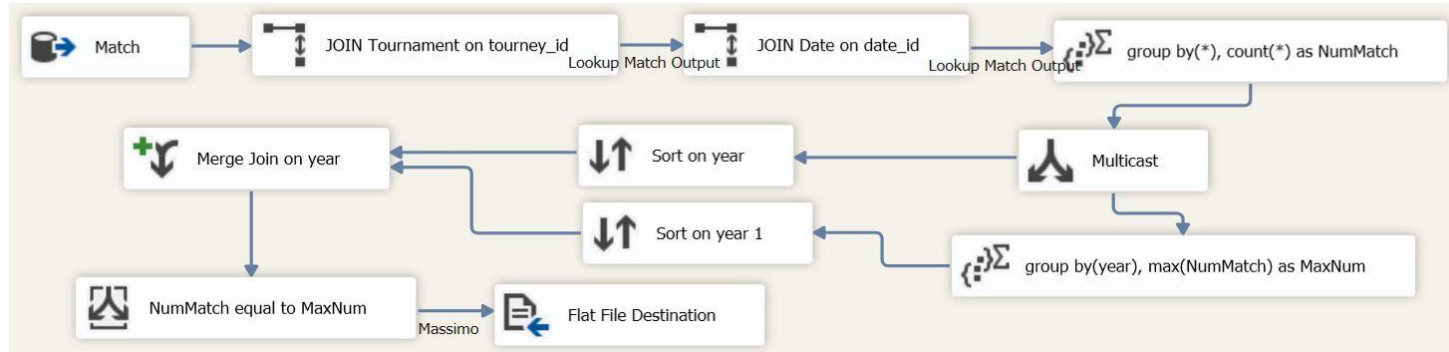 Match
JOIN Tournament on tourney_id
Lookup Match Output
JOIN Date on date_id
Lookup Match Output
group by(*), count(*) as NumMatch
Merge Join on year
Sort on year
Multicast
Sort on year 1
group by(year), max(NumMatch) as MaxNum
NumMatch equal to MaxNum
Massimo
Flat File Destination